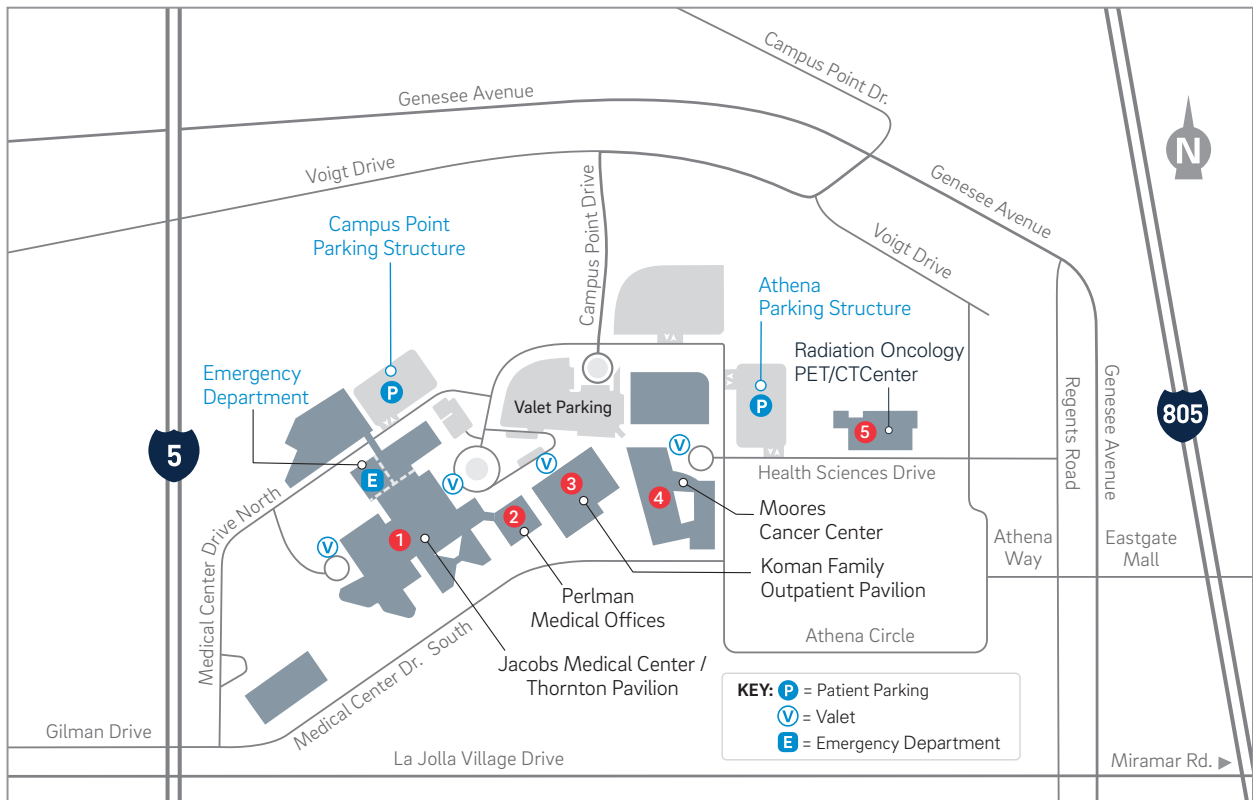 Campus Point Dr.
Genesee Avenue
N
Voigt Drive
Genesee Avenue
Campus Point
Parking Structure
Campus Point Drive
Voigt Drive
Athena
Parking Structure
Radiation Oncology
PET/CTCenter
Emergency
Department
P
Valet Parking
P
Regents Road
Genesee Avenue
805
5
5
V
V
V
Health Sciences Drive
E
3
4
2
1
Moores
Cancer Center
Athena
Way
Eastgate
Mall
V
Medical Center Drive North
Koman Family
Outpatient Pavilion
Perlman
Medical Offices
Athena Circle
Jacobs Medical Center /
Thornton Pavilion
Medical Center Dr. South
KEY: P = Patient Parking
V = Valet
E = Emergency Department
Gilman Drive
La Jolla Village Drive
Miramar Rd. ▶